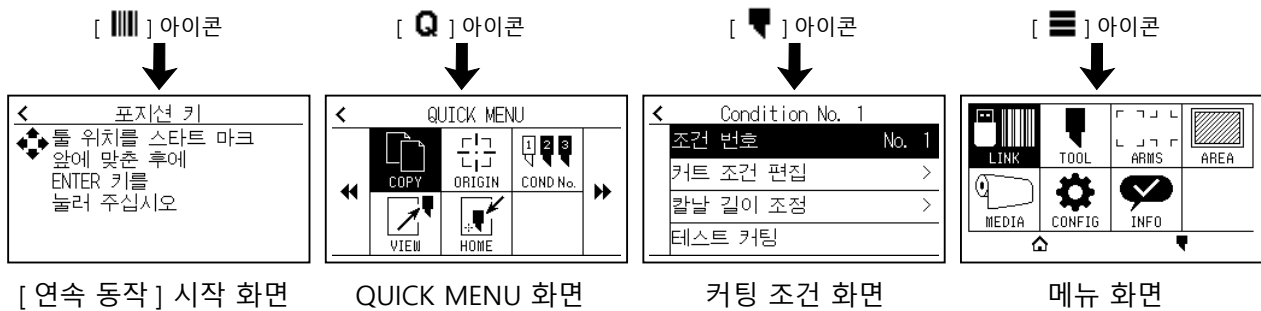 [ ] 아이콘
[ Q ] 아이콘
[ ] 아이콘
[ ] 아이콘
< 포지션 키
툴 위치를 스타트 마크
앞에 맞춘 후에
ENTER 키를
눌러 주십시오
< QUICK MENU
COPY ORIGIN 1 2 3 COND No.
VIEW HOME
< Condition No. 1
조건 번호 No. 1
커트 조건 편집 >
칼날 길이 조정 >
테스트 커팅
LINK TOOL ARMS AREA
MEDIA CONFIG INFO
[ 연속 동작 ] 시작 화면
QUICK MENU 화면
커팅 조건 화면
메뉴 화면